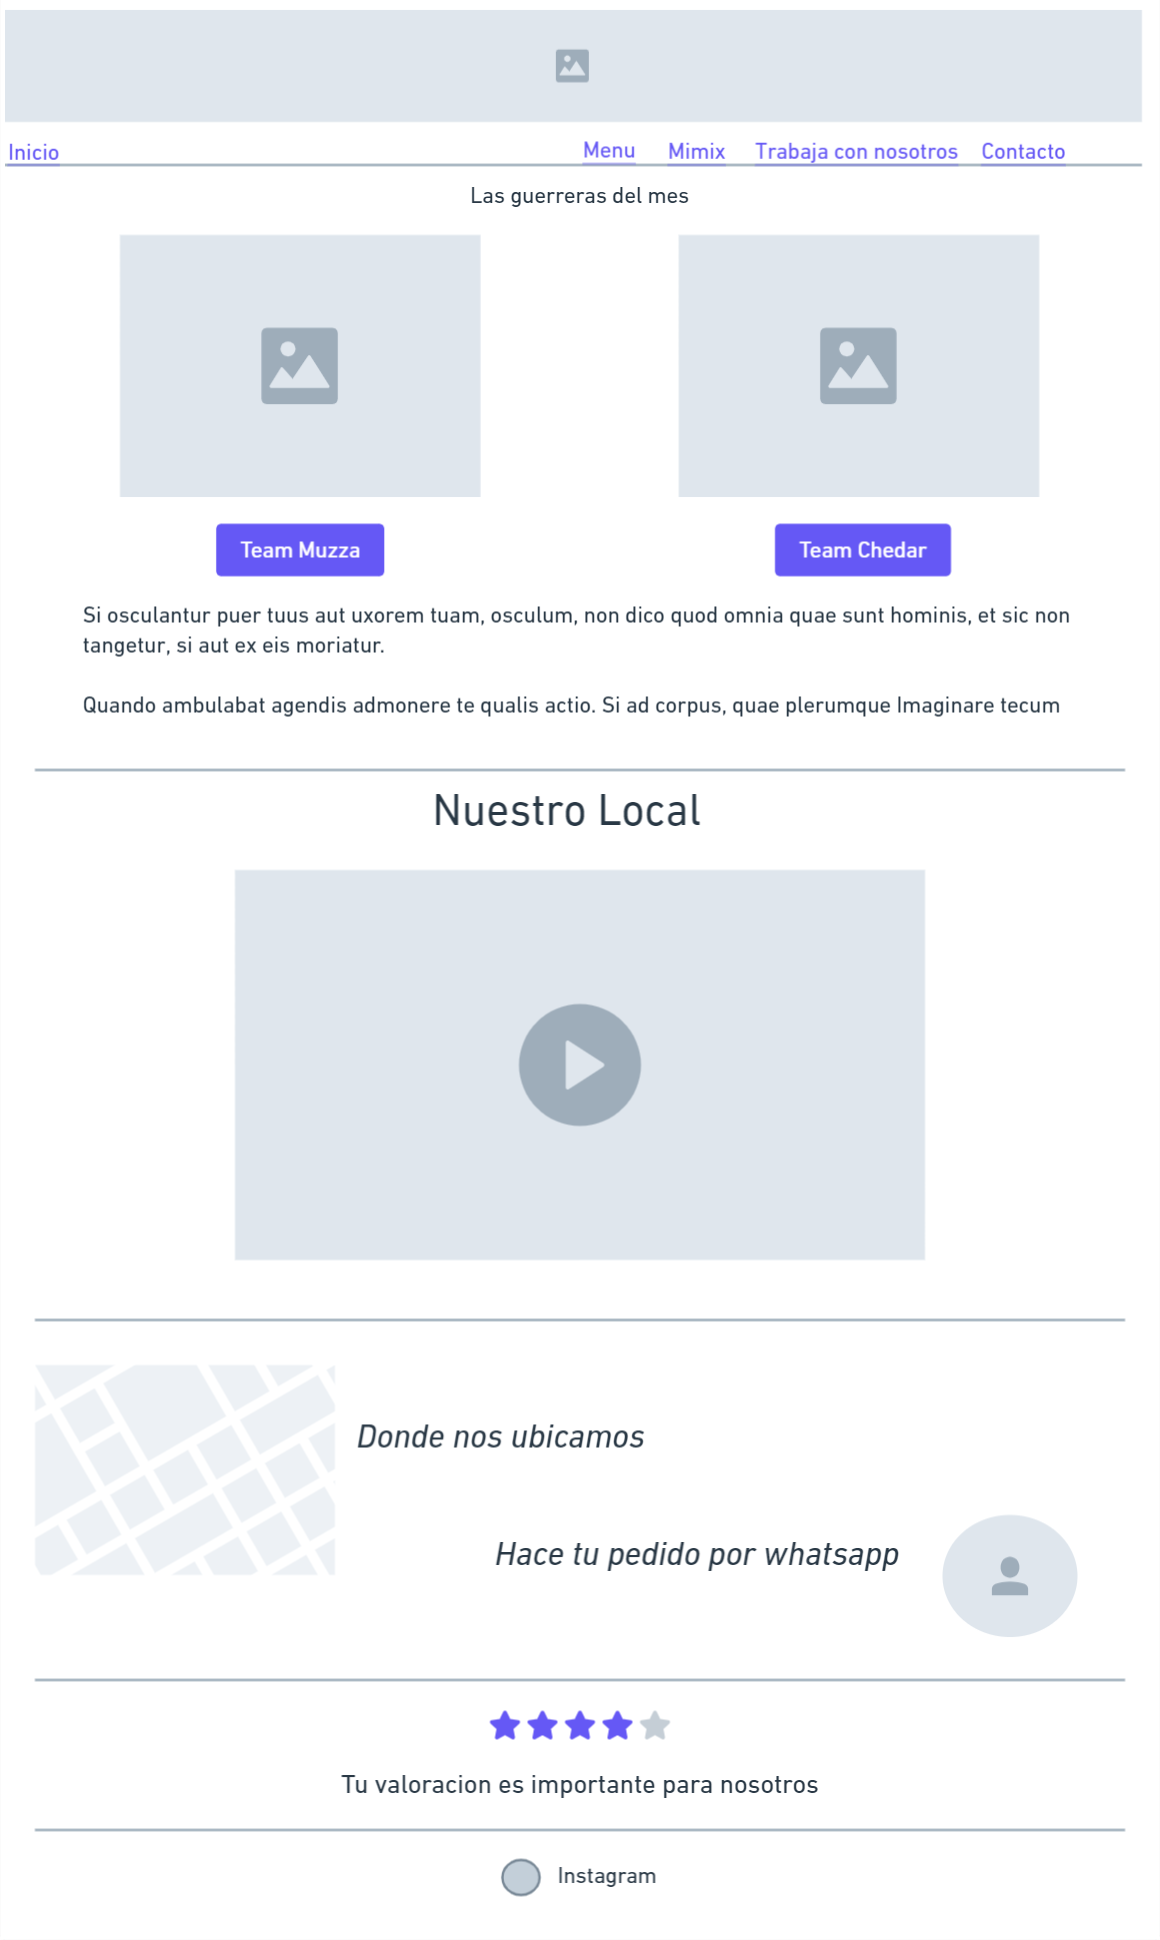 Inicio
Menu
Mimix
Trabaja con nosotros
Contacto
Las guerreras del mes
Team Muzza
Team Chedar
Si osculantur puer tuus aut uxorem tuam, osculum, non dico quod omnia quae sunt hominis, et sic non
tangetur, si aut ex eis moriatur.
Quando ambulabat agendis admonere te qualis actio. Si ad corpus, quae plerumque Imaginare tecum
Nuestro Local
Donde nos ubicamos
Hace tu pedido por whatsapp
Tu valoracion es importante para nosotros
Instagram